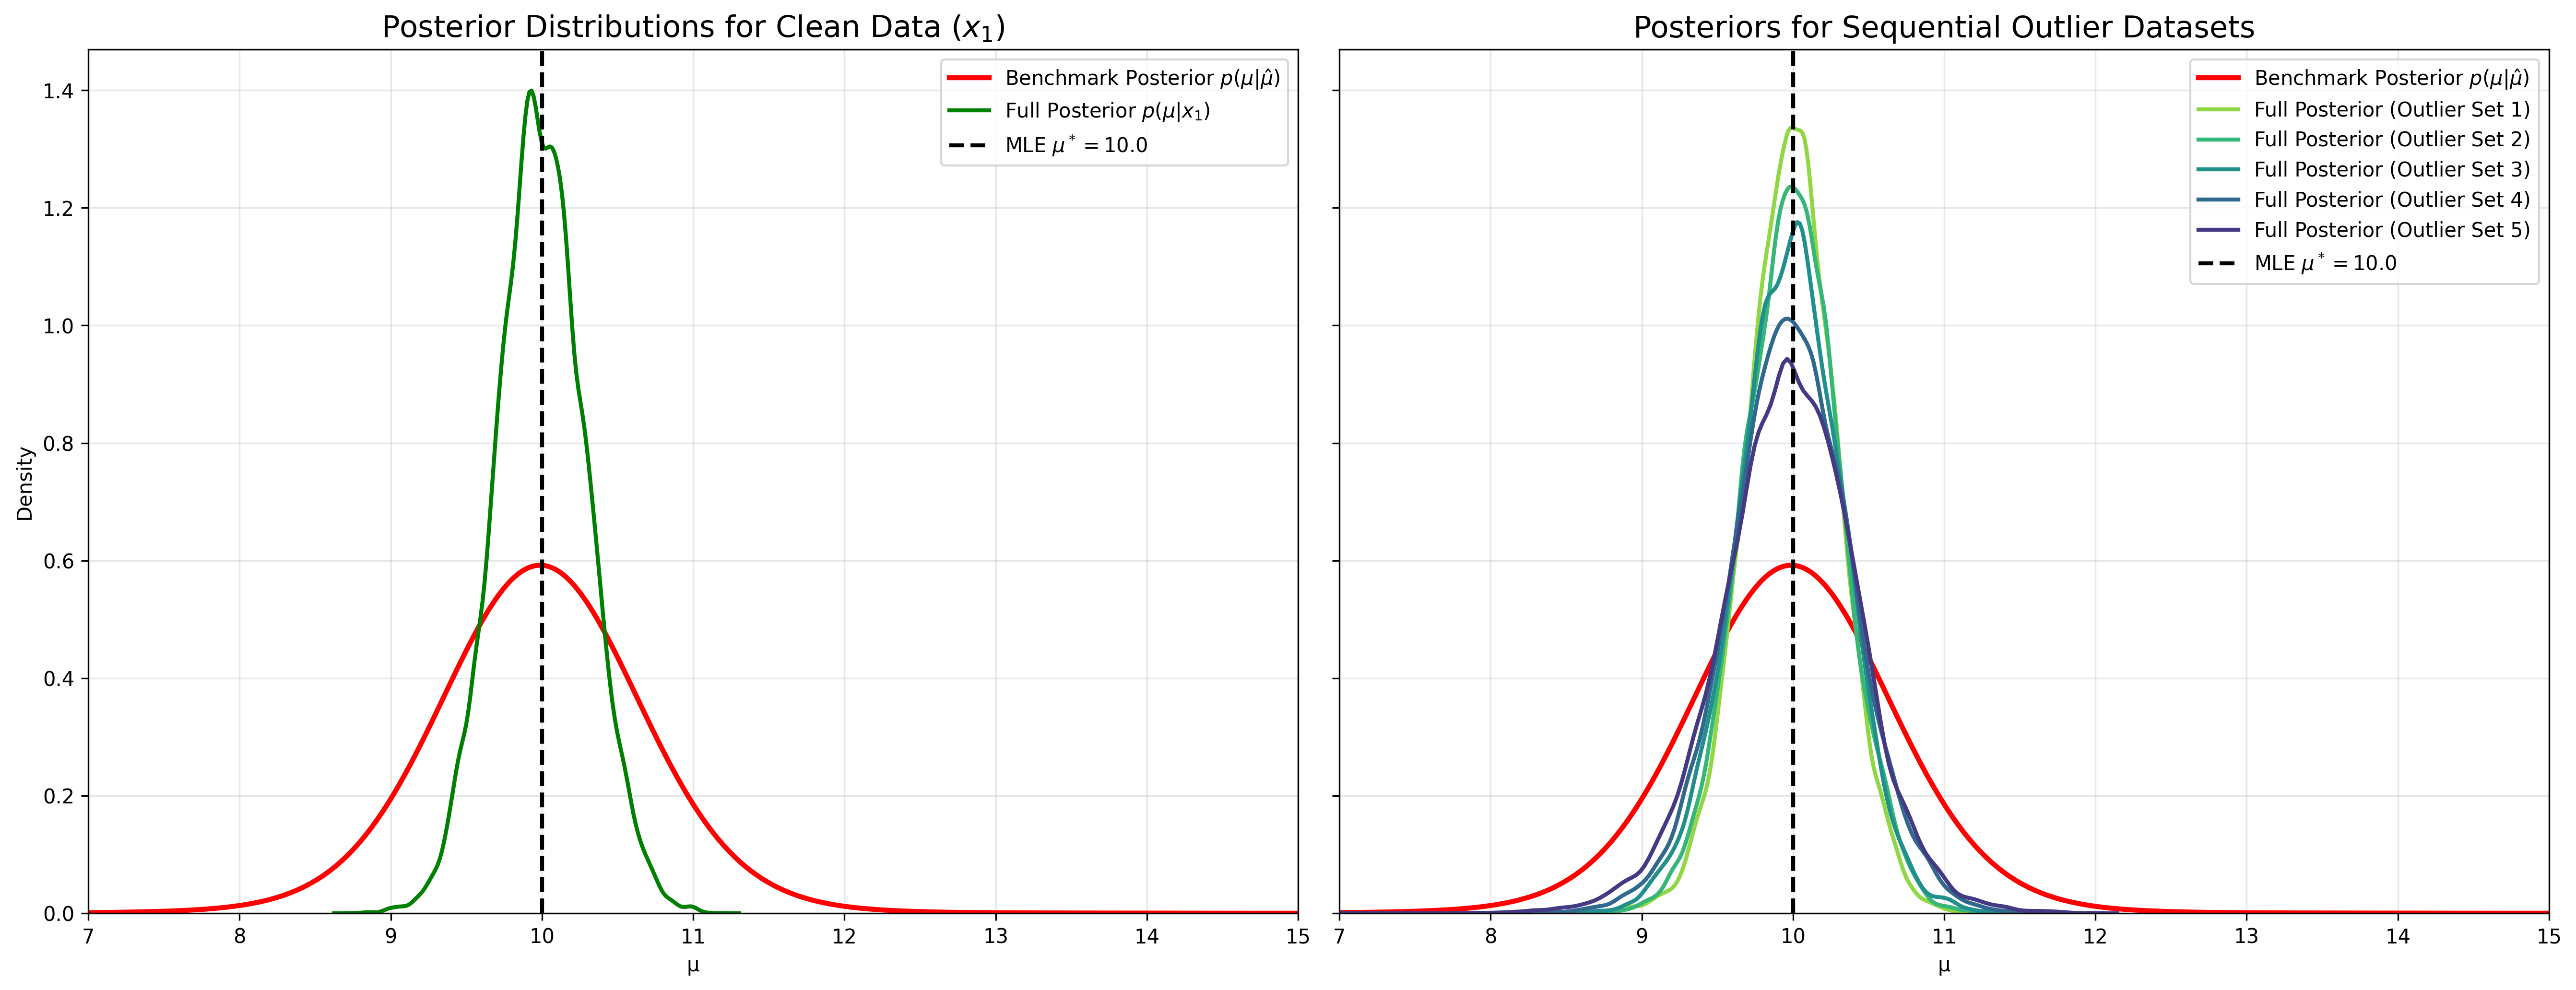 Posterior Distributions for Clean Data (x₁)
Benchmark Posterior p(μ|μ̂)
Full Posterior p(μ|x₁)
MLE μ* = 10.0
Density
1.4
1.2
1.0
0.8
0.6
0.4
0.2
0.0
7 8 9 10 11 12 13 14 15
μ
Posteriors for Sequential Outlier Datasets
Benchmark Posterior p(μ|μ̂)
Full Posterior (Outlier Set 1)
Full Posterior (Outlier Set 2)
Full Posterior (Outlier Set 3)
Full Posterior (Outlier Set 4)
Full Posterior (Outlier Set 5)
MLE μ* = 10.0
7 8 9 10 11 12 13 14 15
μ